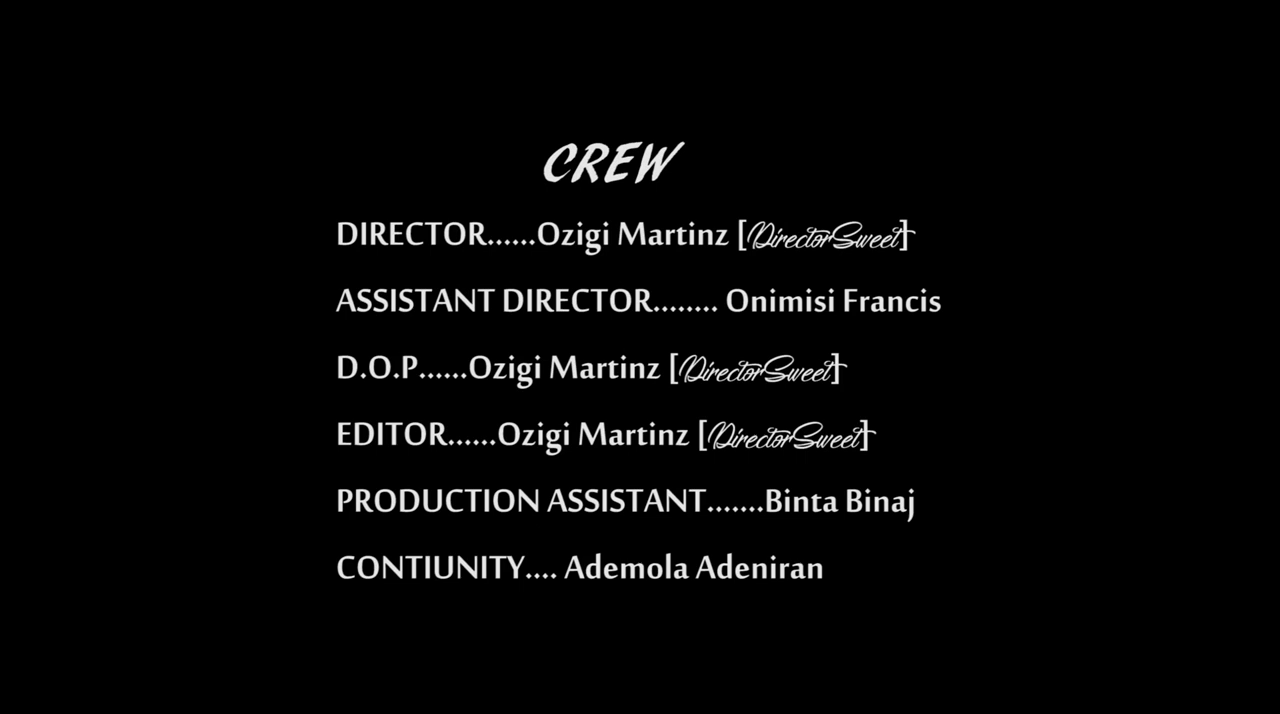 CREW
DIRECTOR......Ozigi Martinz [DirectorSweet]
ASSISTANT DIRECTOR........ Onimisi Francis
D.O.P......Ozigi Martinz [DirectorSweet]
EDITOR......Ozigi Martinz [DirectorSweet]
PRODUCTION ASSISTANT.......Binta Binaj
CONTIUNITY.... Ademola Adeniran